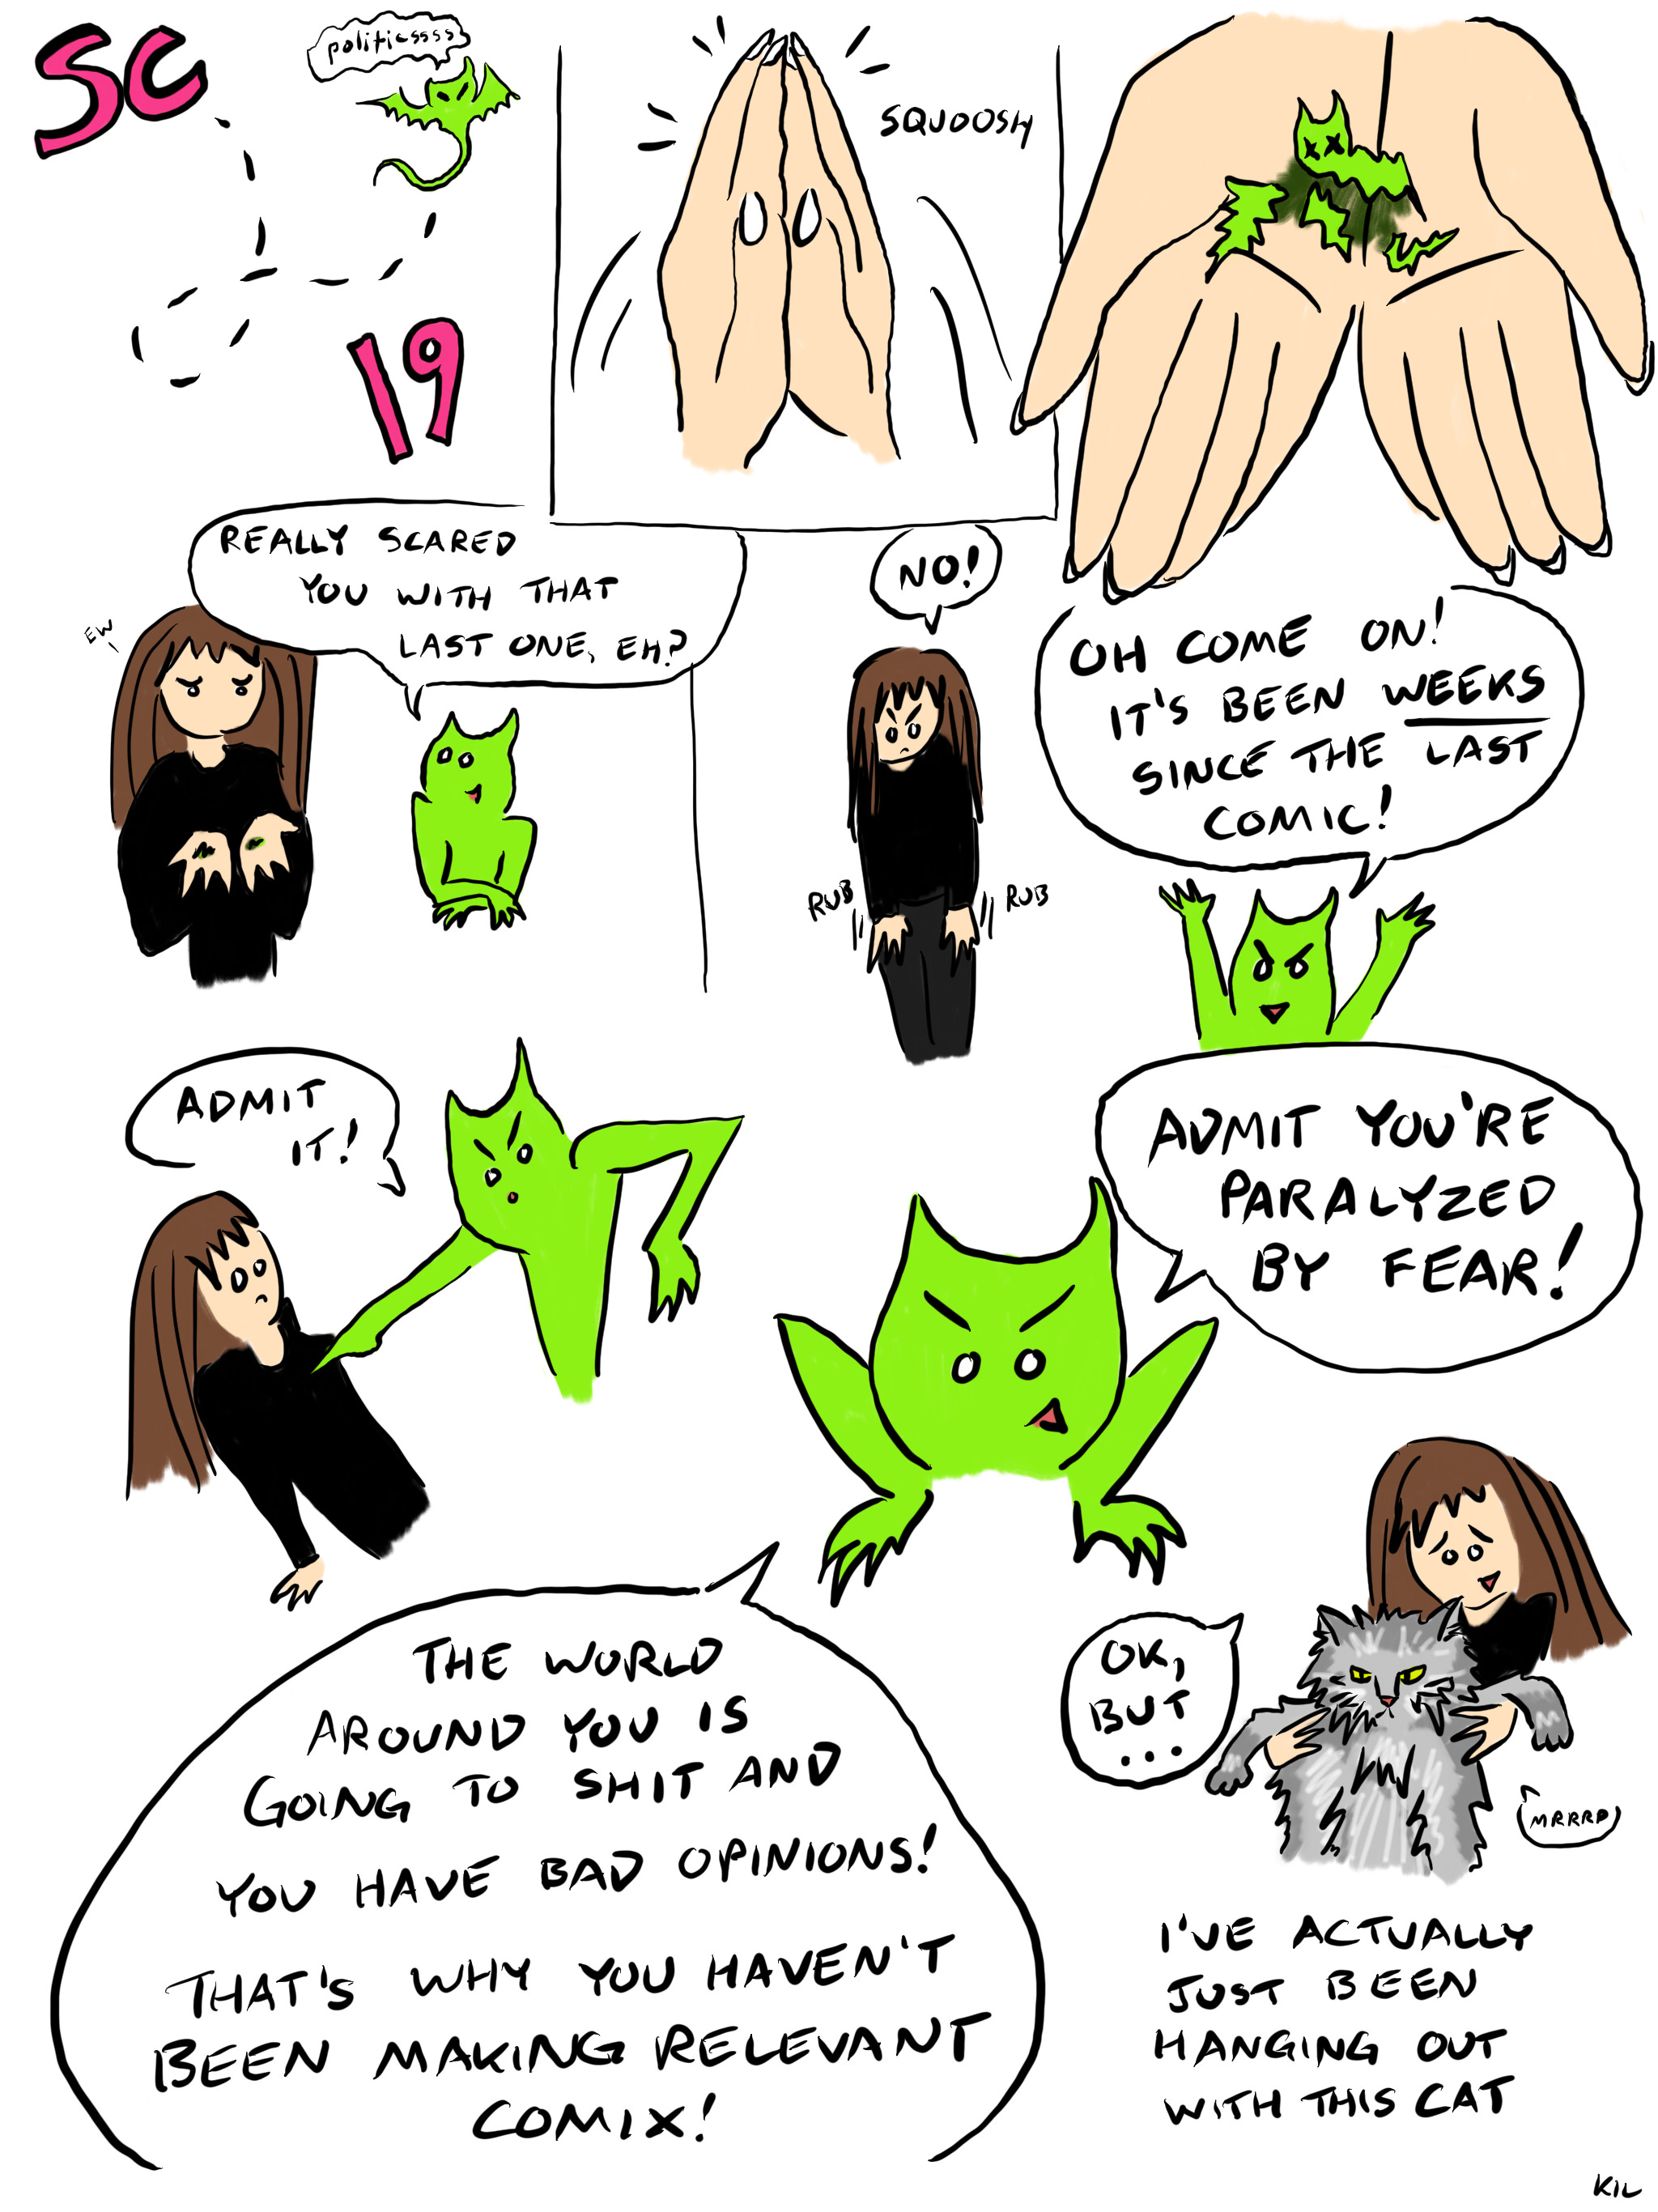 SC
politicssss
19
SQUOOSH
EW
REALLY SCARED
YOU WITH THAT
LAST ONE, EH?
NO!
RUB
RUB
OH COME ON!
IT'S BEEN WEEKS
SINCE THE LAST
COMIC!
ADMIT
IT!
ADMIT YOU'RE
PARALYZED
BY FEAR!
THE WORLD
AROUND YOU IS
GOING TO SHIT AND
YOU HAVE BAD OPINIONS!
THAT'S WHY YOU HAVEN'T
BEEN MAKING RELEVANT
COMIX!
OK,
BUT
...
MRRRP
I'VE ACTUALLY
JUST BEEN
HANGING OUT
WITH THIS CAT
KIL